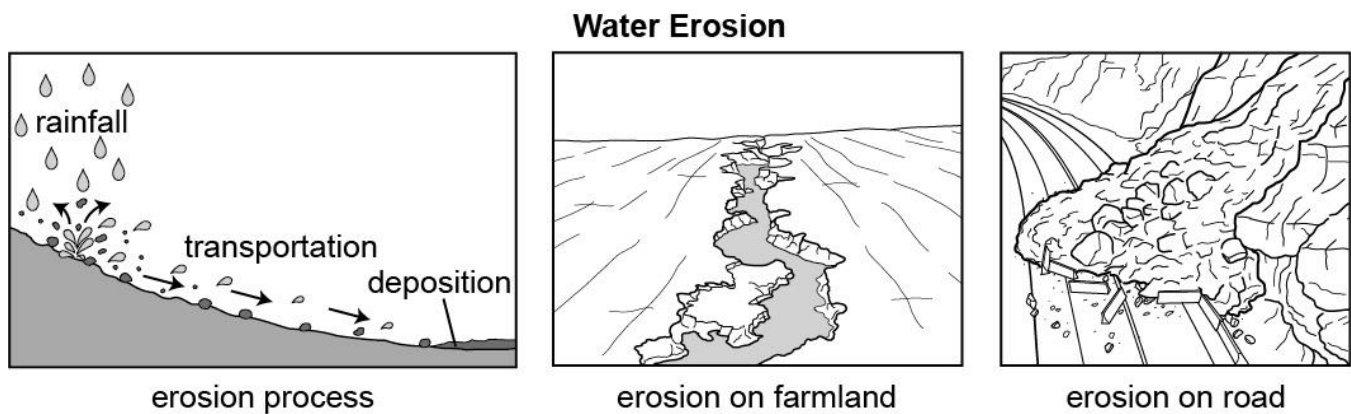 Water Erosion
rainfall
transportation
deposition
erosion process
erosion on farmland
erosion on road